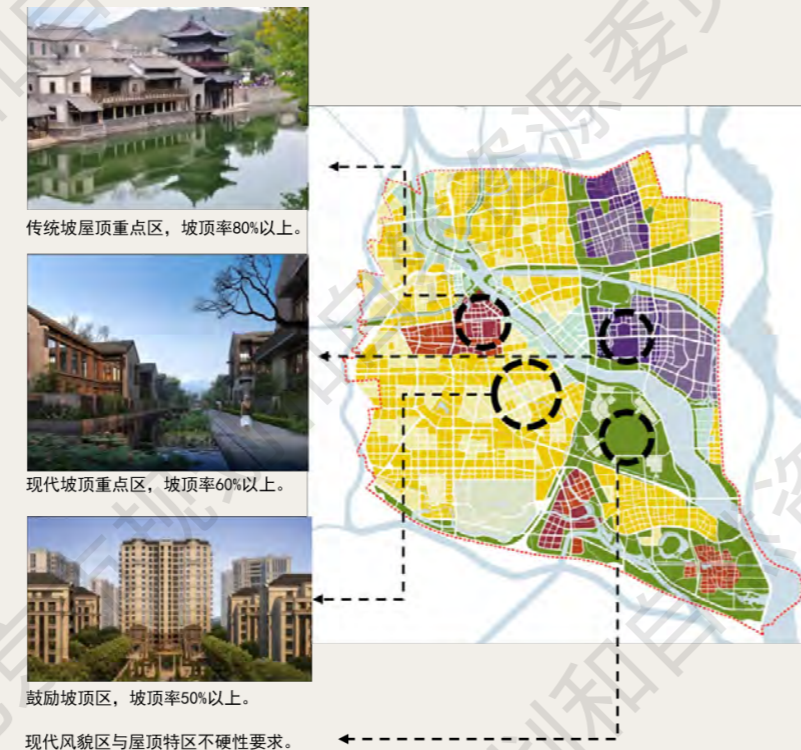 传统坡屋顶重点区，坡顶率80%以上。
现代坡顶重点区，坡顶率60%以上。
鼓励坡顶区，坡顶率50%以上。
现代风貌区与屋顶特区不硬性要求。